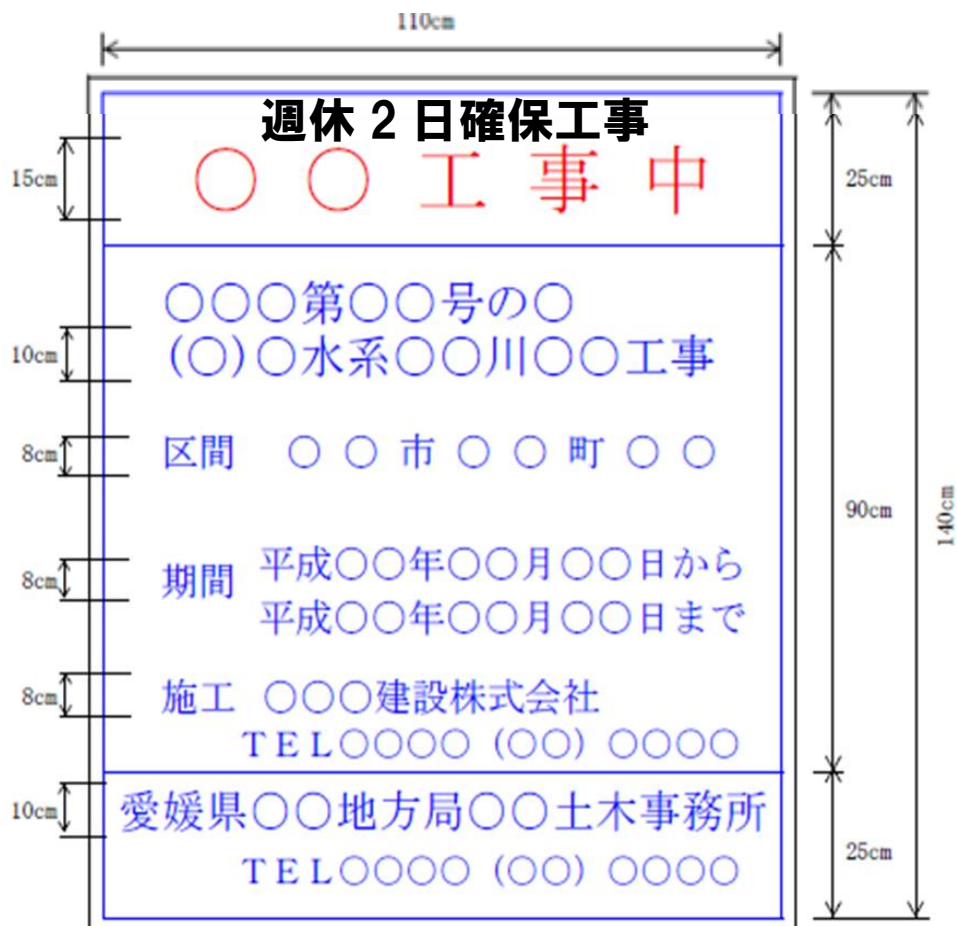 110cm
週休 2 日確保工事
15cm
○ ○ 工 事 中
25cm
○○○第○○号の○
10cm
(○)○水系○○川○○工事
8cm
区間 ○ ○ 市 ○ ○ 町 ○ ○
90cm
140cm
8cm
期間
平成○○年○○月○○日から
平成○○年○○月○○日まで
8cm
施工 ○○○建設株式会社
TEL○○○○ (○○) ○○○○
10cm
愛媛県○○地方局○○土木事務所
25cm
TEL○○○○ (○○) ○○○○